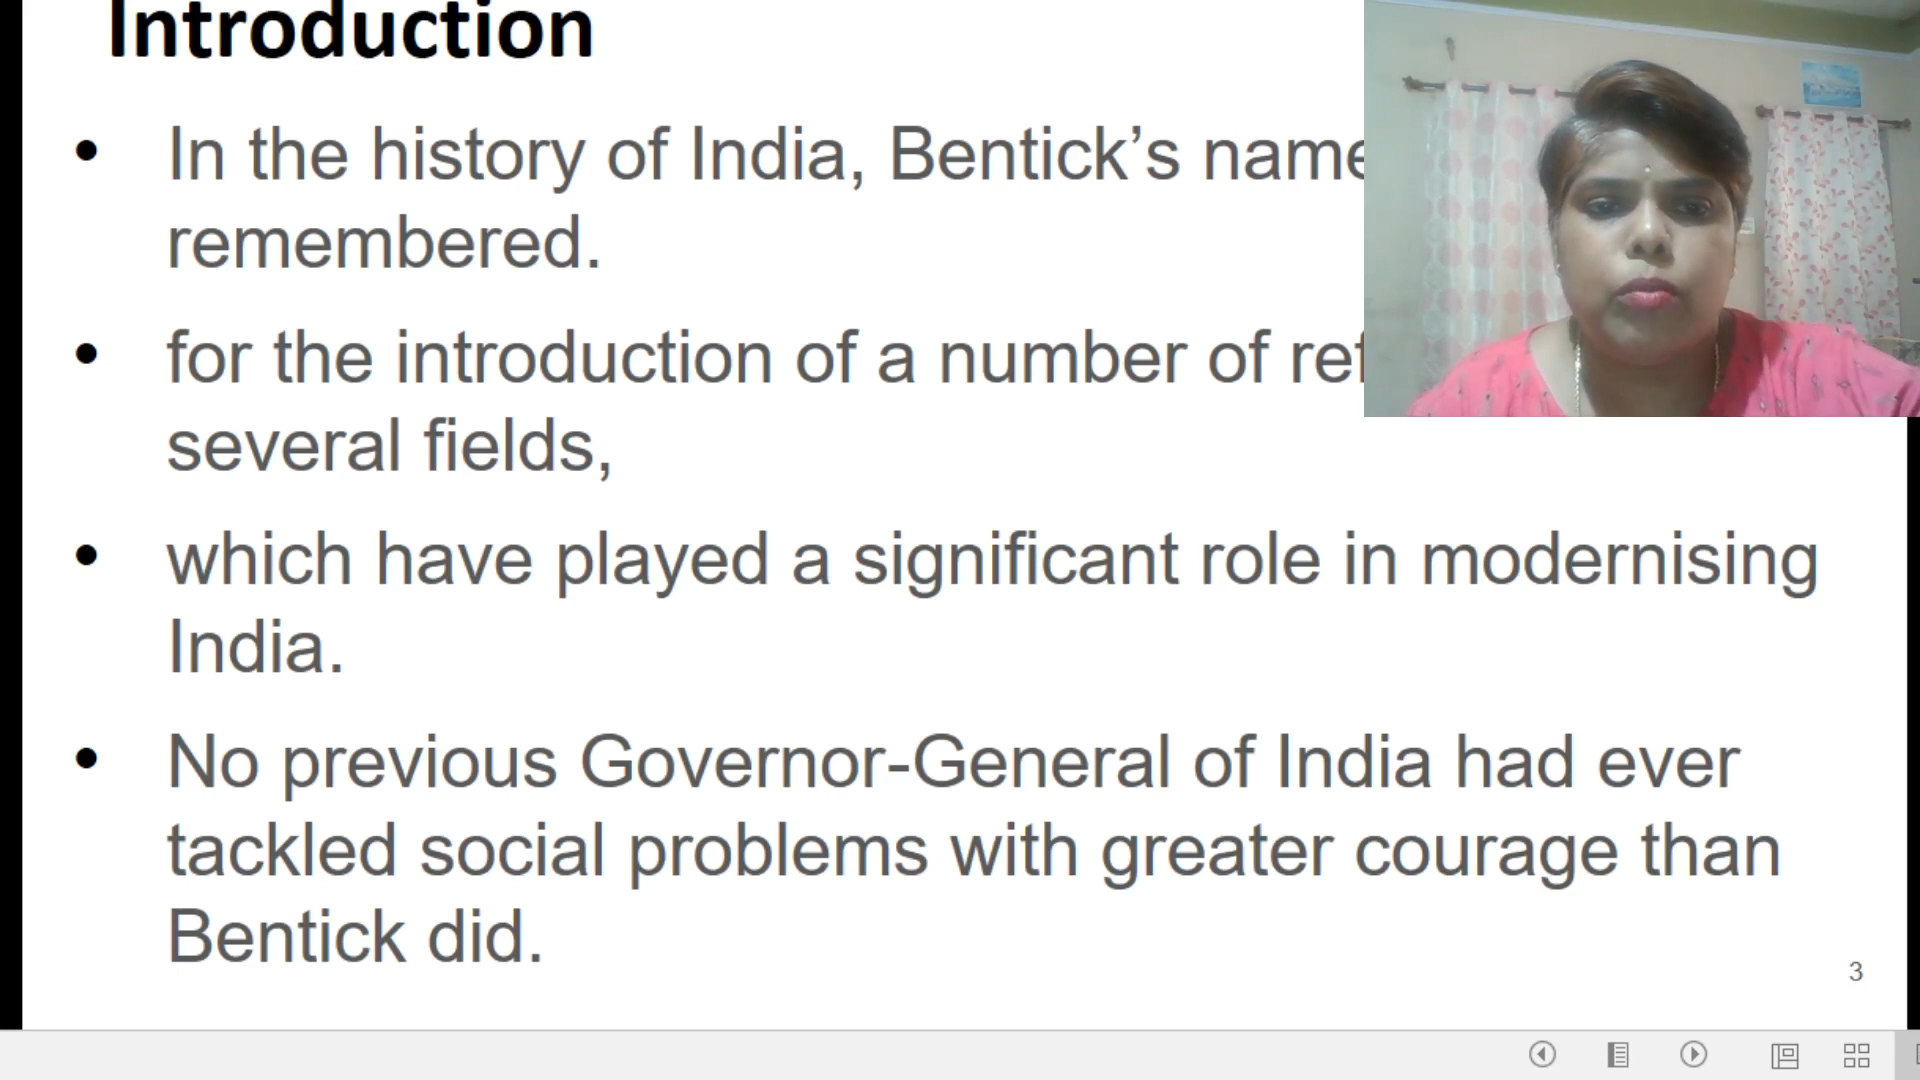 Introduction
• In the history of India, Bentick’s name
remembered.
• for the introduction of a number of
several fields,
• which have played a significant role in modernising
India.
• No previous Governor-General of India had ever
tackled social problems with greater courage than
Bentick did.
3